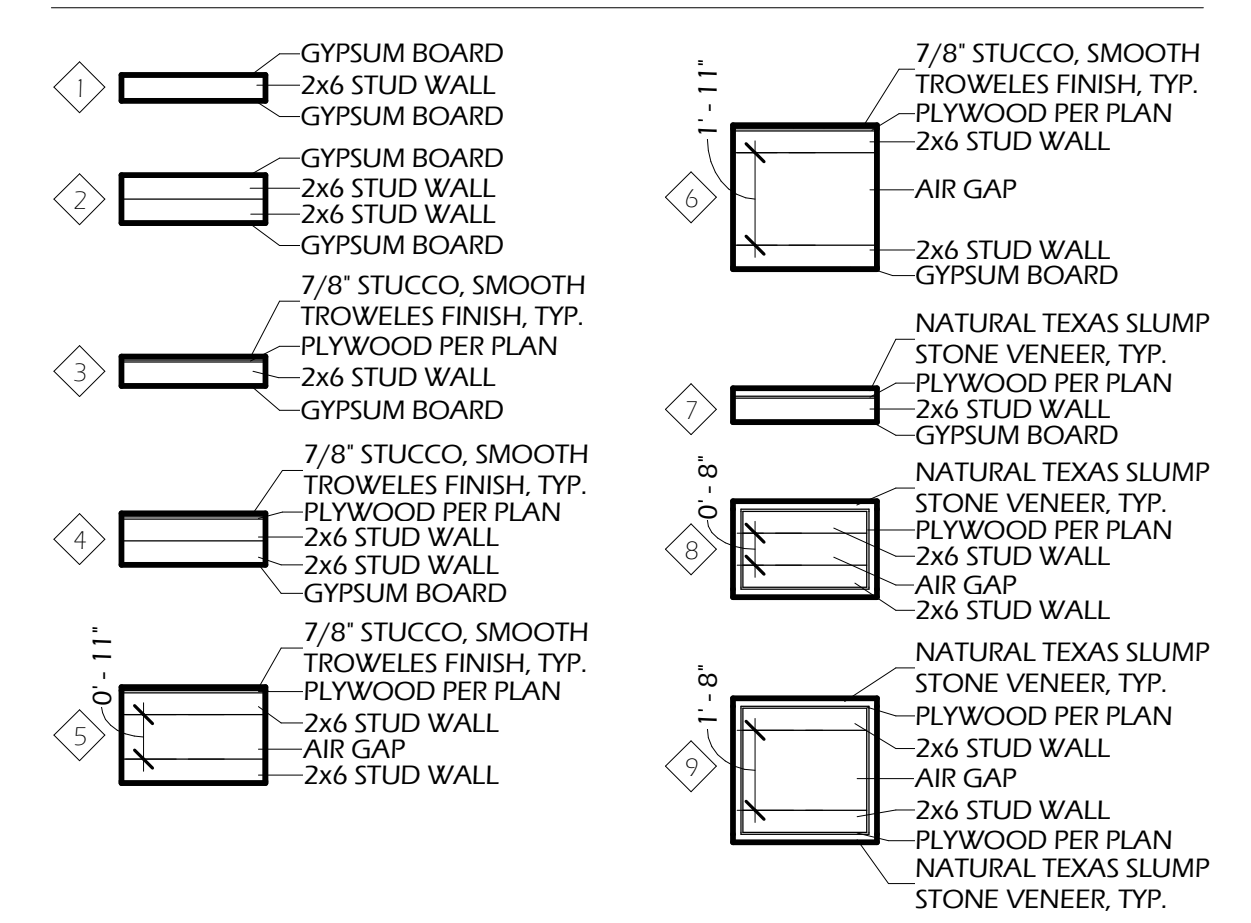 1
GYPSUM BOARD
2x6 STUD WALL
GYPSUM BOARD
2
GYPSUM BOARD
2x6 STUD WALL
2x6 STUD WALL
GYPSUM BOARD
3
7/8" STUCCO, SMOOTH
TROWELES FINISH, TYP.
PLYWOOD PER PLAN
2x6 STUD WALL
GYPSUM BOARD
4
7/8" STUCCO, SMOOTH
TROWELES FINISH, TYP.
PLYWOOD PER PLAN
2x6 STUD WALL
2x6 STUD WALL
GYPSUM BOARD
5
0' - 11"
7/8" STUCCO, SMOOTH
TROWELES FINISH, TYP.
PLYWOOD PER PLAN
2x6 STUD WALL
AIR GAP
2x6 STUD WALL
6
1' - 11"
7/8" STUCCO, SMOOTH
TROWELES FINISH, TYP.
PLYWOOD PER PLAN
2x6 STUD WALL
AIR GAP
2x6 STUD WALL
GYPSUM BOARD
7
NATURAL TEXAS SLUMP
STONE VENEER, TYP.
PLYWOOD PER PLAN
2x6 STUD WALL
GYPSUM BOARD
8
0' - 8"
NATURAL TEXAS SLUMP
STONE VENEER, TYP.
PLYWOOD PER PLAN
2x6 STUD WALL
AIR GAP
2x6 STUD WALL
9
1' - 8"
NATURAL TEXAS SLUMP
STONE VENEER, TYP.
PLYWOOD PER PLAN
2x6 STUD WALL
AIR GAP
2x6 STUD WALL
PLYWOOD PER PLAN
NATURAL TEXAS SLUMP
STONE VENEER, TYP.